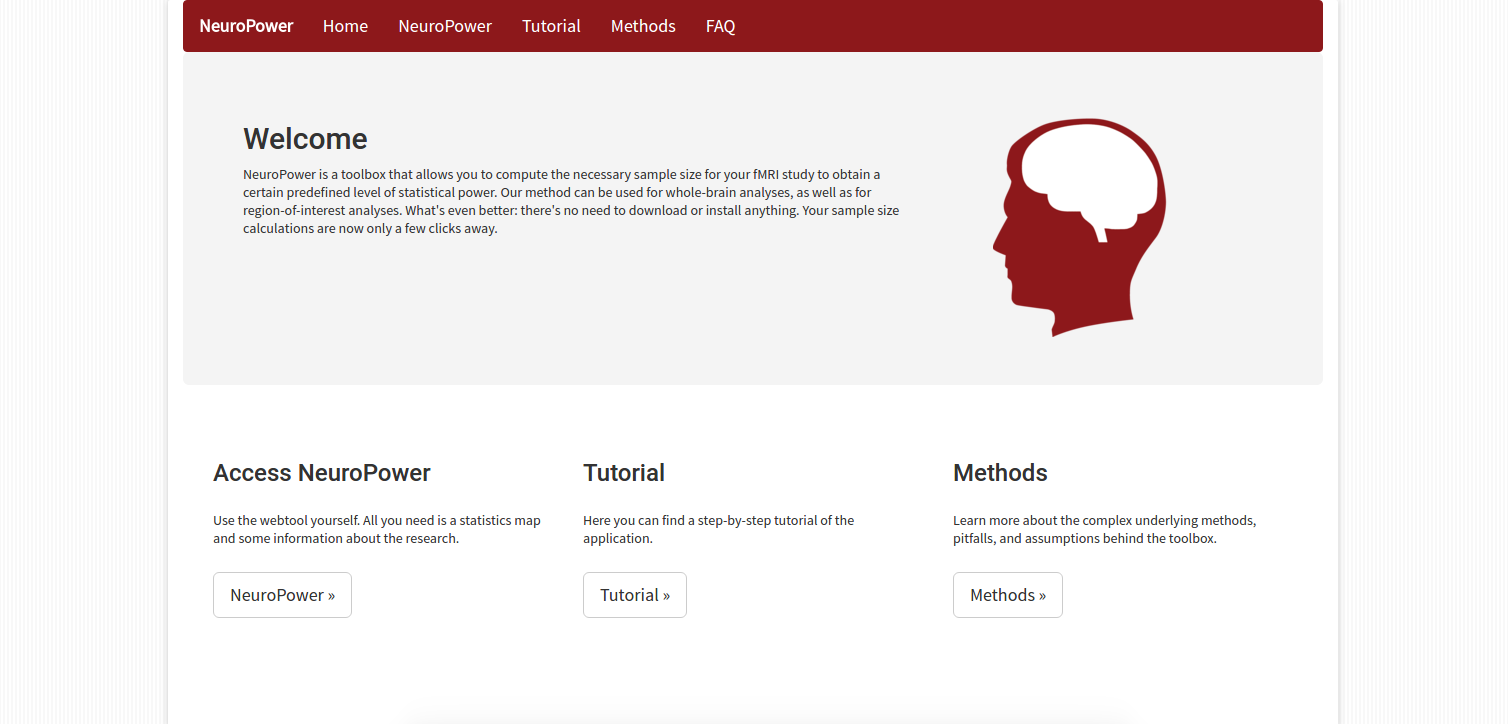 NeuroPower Home NeuroPower Tutorial Methods FAQ
Welcome
NeuroPower is a toolbox that allows you to compute the necessary sample size for your fMRI study to obtain a
certain predefined level of statistical power. Our method can be used for whole-brain analyses, as well as for
region-of-interest analyses. What's even better: there's no need to download or install anything. Your sample size
calculations are now only a few clicks away.
Access NeuroPower
Use the webtool yourself. All you need is a statistics map
and some information about the research.
NeuroPower »
Tutorial
Here you can find a step-by-step tutorial of the
application.
Tutorial »
Methods
Learn more about the complex underlying methods,
pitfalls, and assumptions behind the toolbox.
Methods »